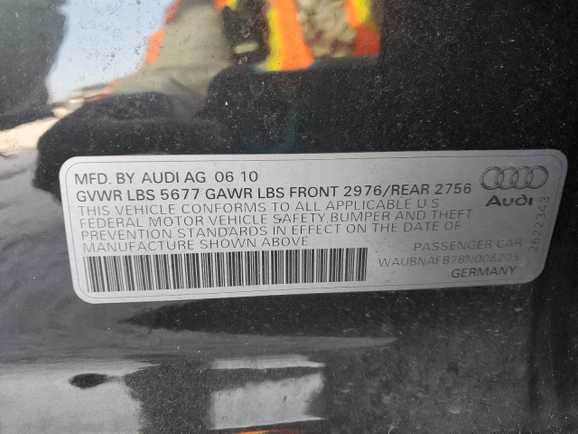 MFD. BY AUDI AG 06 10
GVWR LBS 5677 GAWR LBS FRONT 2976/REAR 2756
THIS VEHICLE CONFORMS TO ALL APPLICABLE U.S
FEDERAL MOTOR VEHICLE SAFETY, BUMPER AND THEFT
PREVENTION STANDARDS IN EFFECT ON THE DATE OF
MANUFACTURE SHOWN ABOVE
PASSENGER CAR
GERMANY
Audi